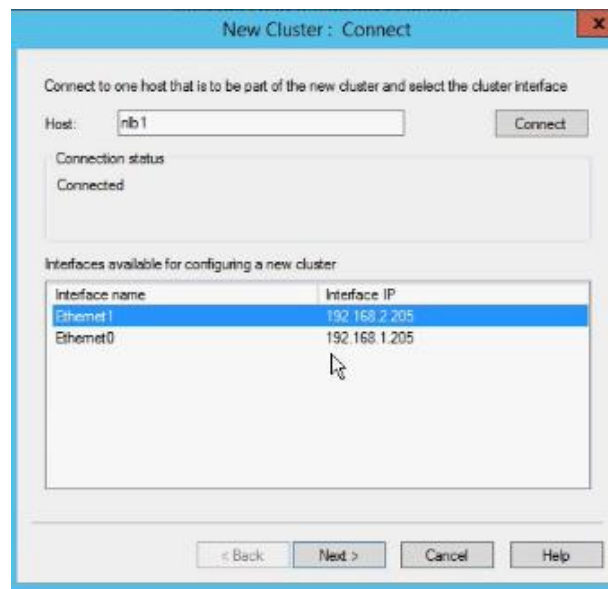 New Cluster : Connect
x
Connect to one host that is to be part of the new cluster and select the cluster interface
Host: nlb1 Connect
Connection status
Connected
Interfaces available for configuring a new cluster
Interface name Interface IP
Ethernet1 192.168.2.205
Ethernet0 192.168.1.205
< Back Next > Cancel Help